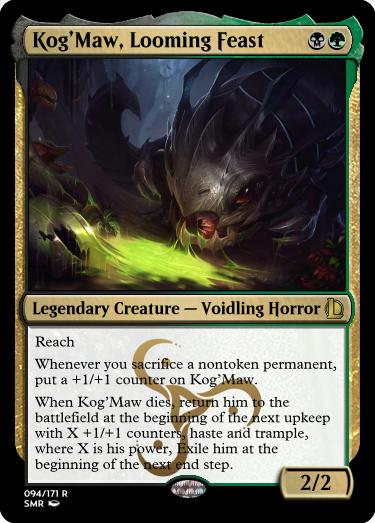 Kog'Maw, Looming Feast
Legendary Creature — Voidling Horror
Reach
Whenever you sacrifice a nontoken permanent,
put a +1/+1 counter on Kog'Maw.
When Kog'Maw dies, return him to the
battlefield at the beginning of the next upkeep
with X +1/+1 counters, haste and trample,
where X is his power, Exile him at the
beginning of the next end step.
2/2
094/171 R
SMR